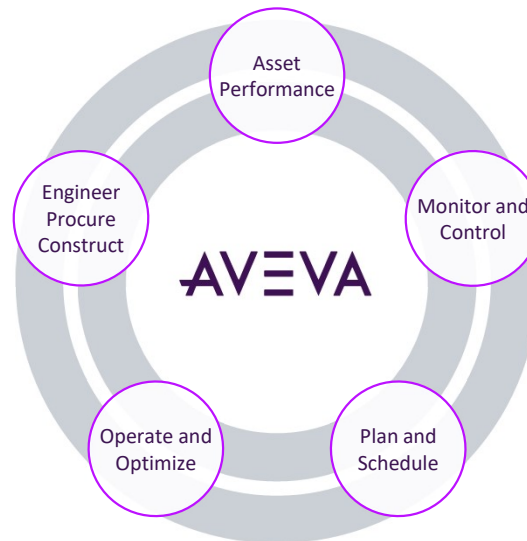 Asset
Performance
Engineer
Procure
Construct
Monitor and
Control
AVEVA
Operate and
Optimize
Plan and
Schedule